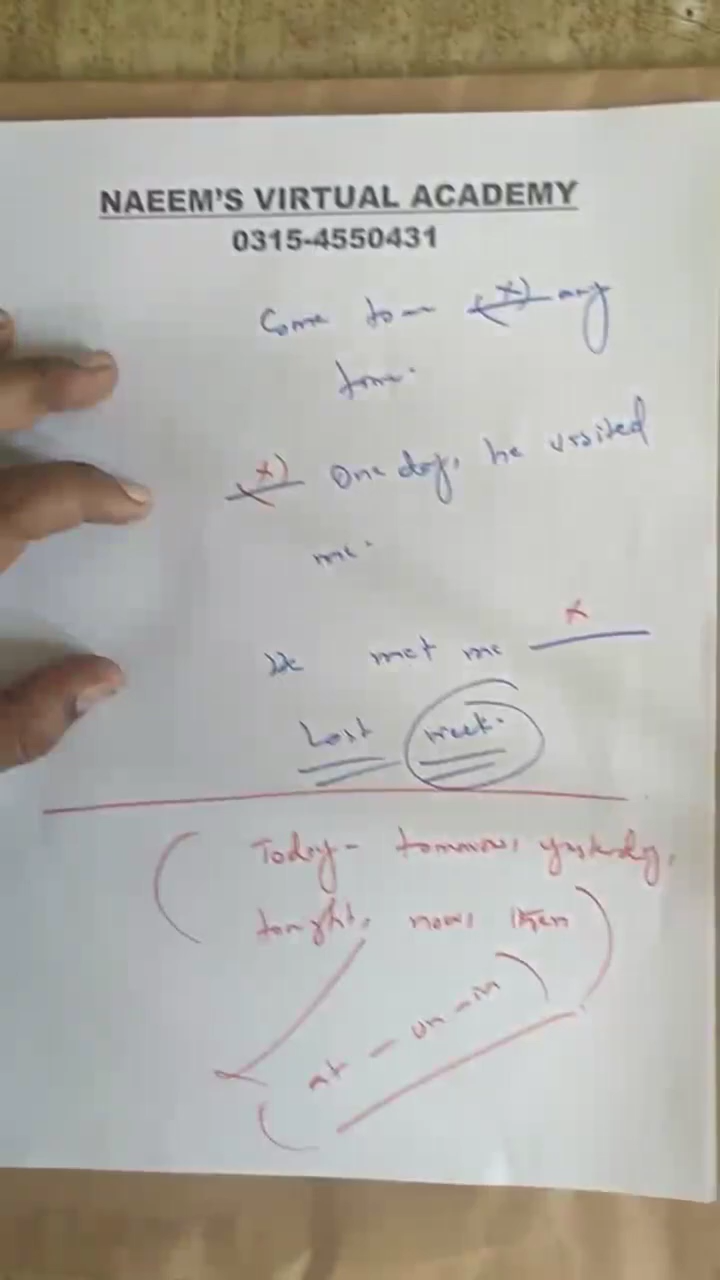 NAEEM'S VIRTUAL ACADEMY
0315-4550431
Come to me (x) any
time.
(x) One day, he visited
me.
He met me x
Last week.
(Today - tomorrow, yesterday,
tonight, now, then)
(at - on - in)